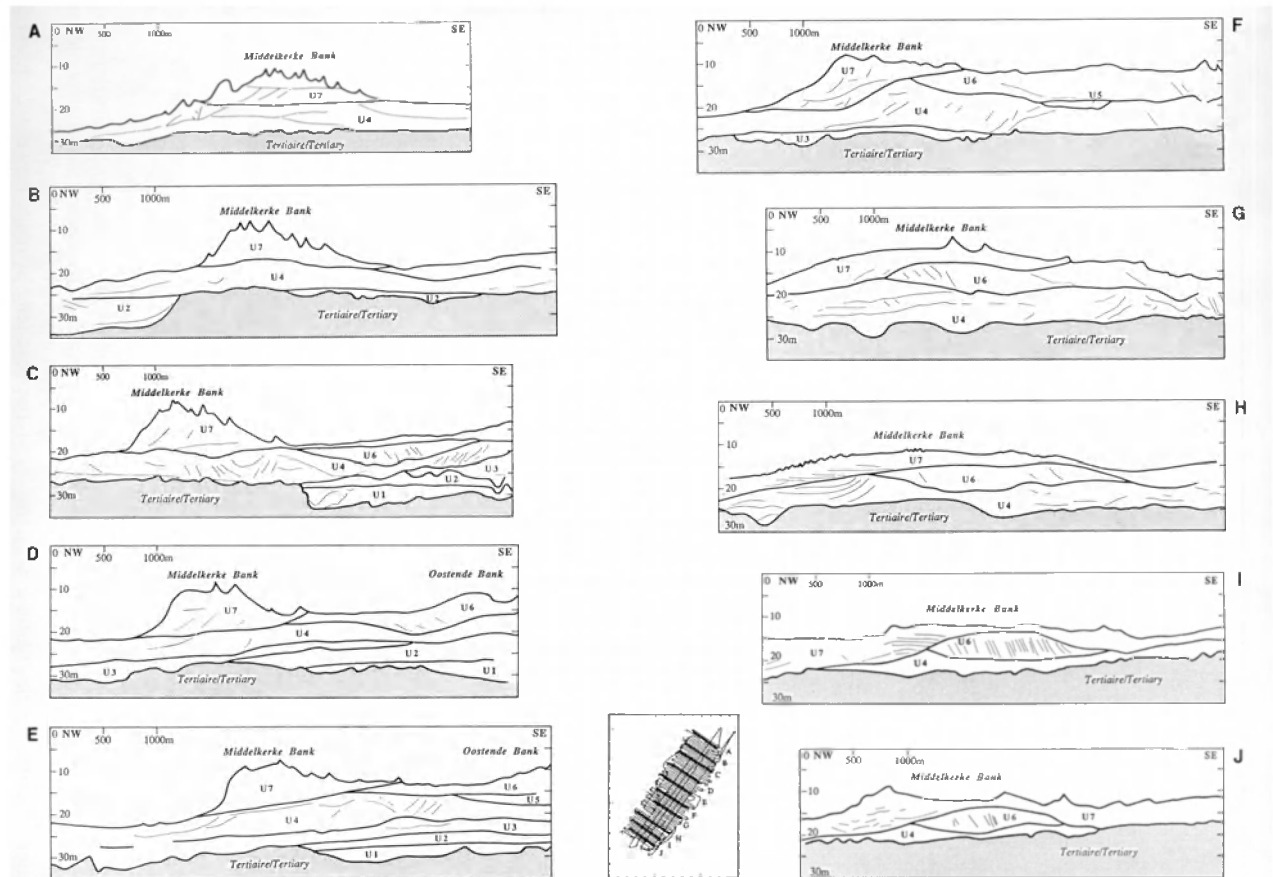 A
0 NW 500 1000m SE
Middelkerke Bank
-10
U7
-20
U4
-30m
Tertiaire/Tertiary
B
0 NW 500 1000m SE
Middelkerke Bank
-10
U7
-20
U4
U2 U2
-30m
Tertiaire/Tertiary
C
0 NW 500 1000m SE
Middelkerke Bank
-10
U7
-20
U6
U4 U3
U2
U1
-30m
Tertiaire/Tertiary
D
0 NW 500 1000m SE
Middelkerke Bank Oostende Bank
-10
U7 U6
-20
U4
U2
U3 U1
-30m
Tertiaire/Tertiary
E
0 NW 500 1000m SE
Middelkerke Bank Oostende Bank
-10
U7 U6
U5
-20
U4 U3
U2
U1
-30m
Tertiaire/Tertiary
F
0 NW 500 1000m SE
Middelkerke Bank
-10
U7 U6
U5
-20
U4
U3
30m
Tertiaire/Tertiary
G
0 NW 500 1000m SE
Middelkerke Bank
-10
U7 U6
-20
U4
30m
Tertiaire/Tertiary
H
0 NW 500 1000m SE
Middelkerke Bank
-10
U7
-20
U6
U4
30m
Tertiaire/Tertiary
I
0 NW 500 1000m SE
Middelkerke Bank
-10
U6
U7
-20
U4
Tertiaire/Tertiary
30m
J
0 NW 500 1000m SE
Middelkerke Bank
-10
U6 U7
-20
U4
Tertiaire/Tertiary
30m
A
B
C
D
E
F
G
H
I
J